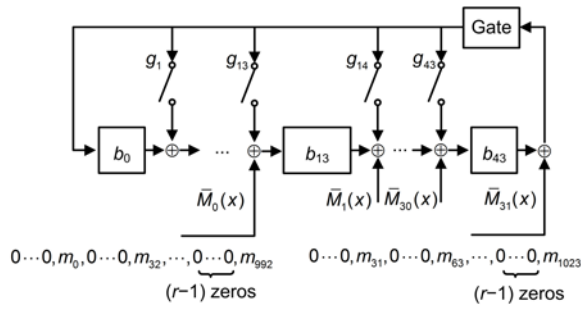 Gate
g₁ g₁₃ g₁₄ g₄₃
b₀ ... b₁₃ ... b₄₃
M̄₀(x) M̄₁(x) M̄₃₀(x) M̄₃₁(x)
0⋯0,m₀,0⋯0,m₃₂,⋯,0⋯0,m₉₉₂ 0⋯0,m₃₁,0⋯0,m₆₃,⋯,0⋯0,m₁₀₂₃
(r−1) zeros (r−1) zeros